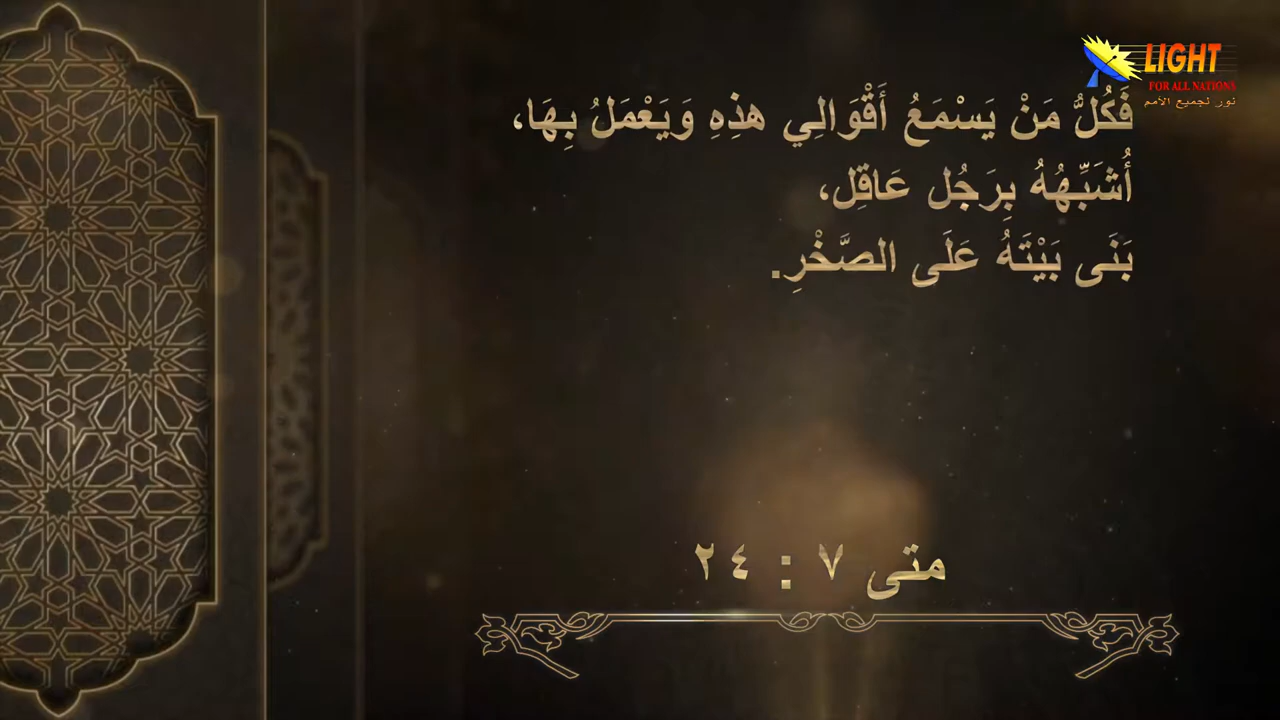 LIGHT
FOR ALL NATIONS
نور لجميع الأمم
فَكُلُّ مَنْ يَسْمَعُ أَقْوَالِي هذِهِ وَيَعْمَلُ بِهَا،
أُشَبِّهُهُ بِرَجُل عَاقِل،
بَنَى بَيْتَهُ عَلَى الصَّخْرِ.
متى ٧ : ٢٤